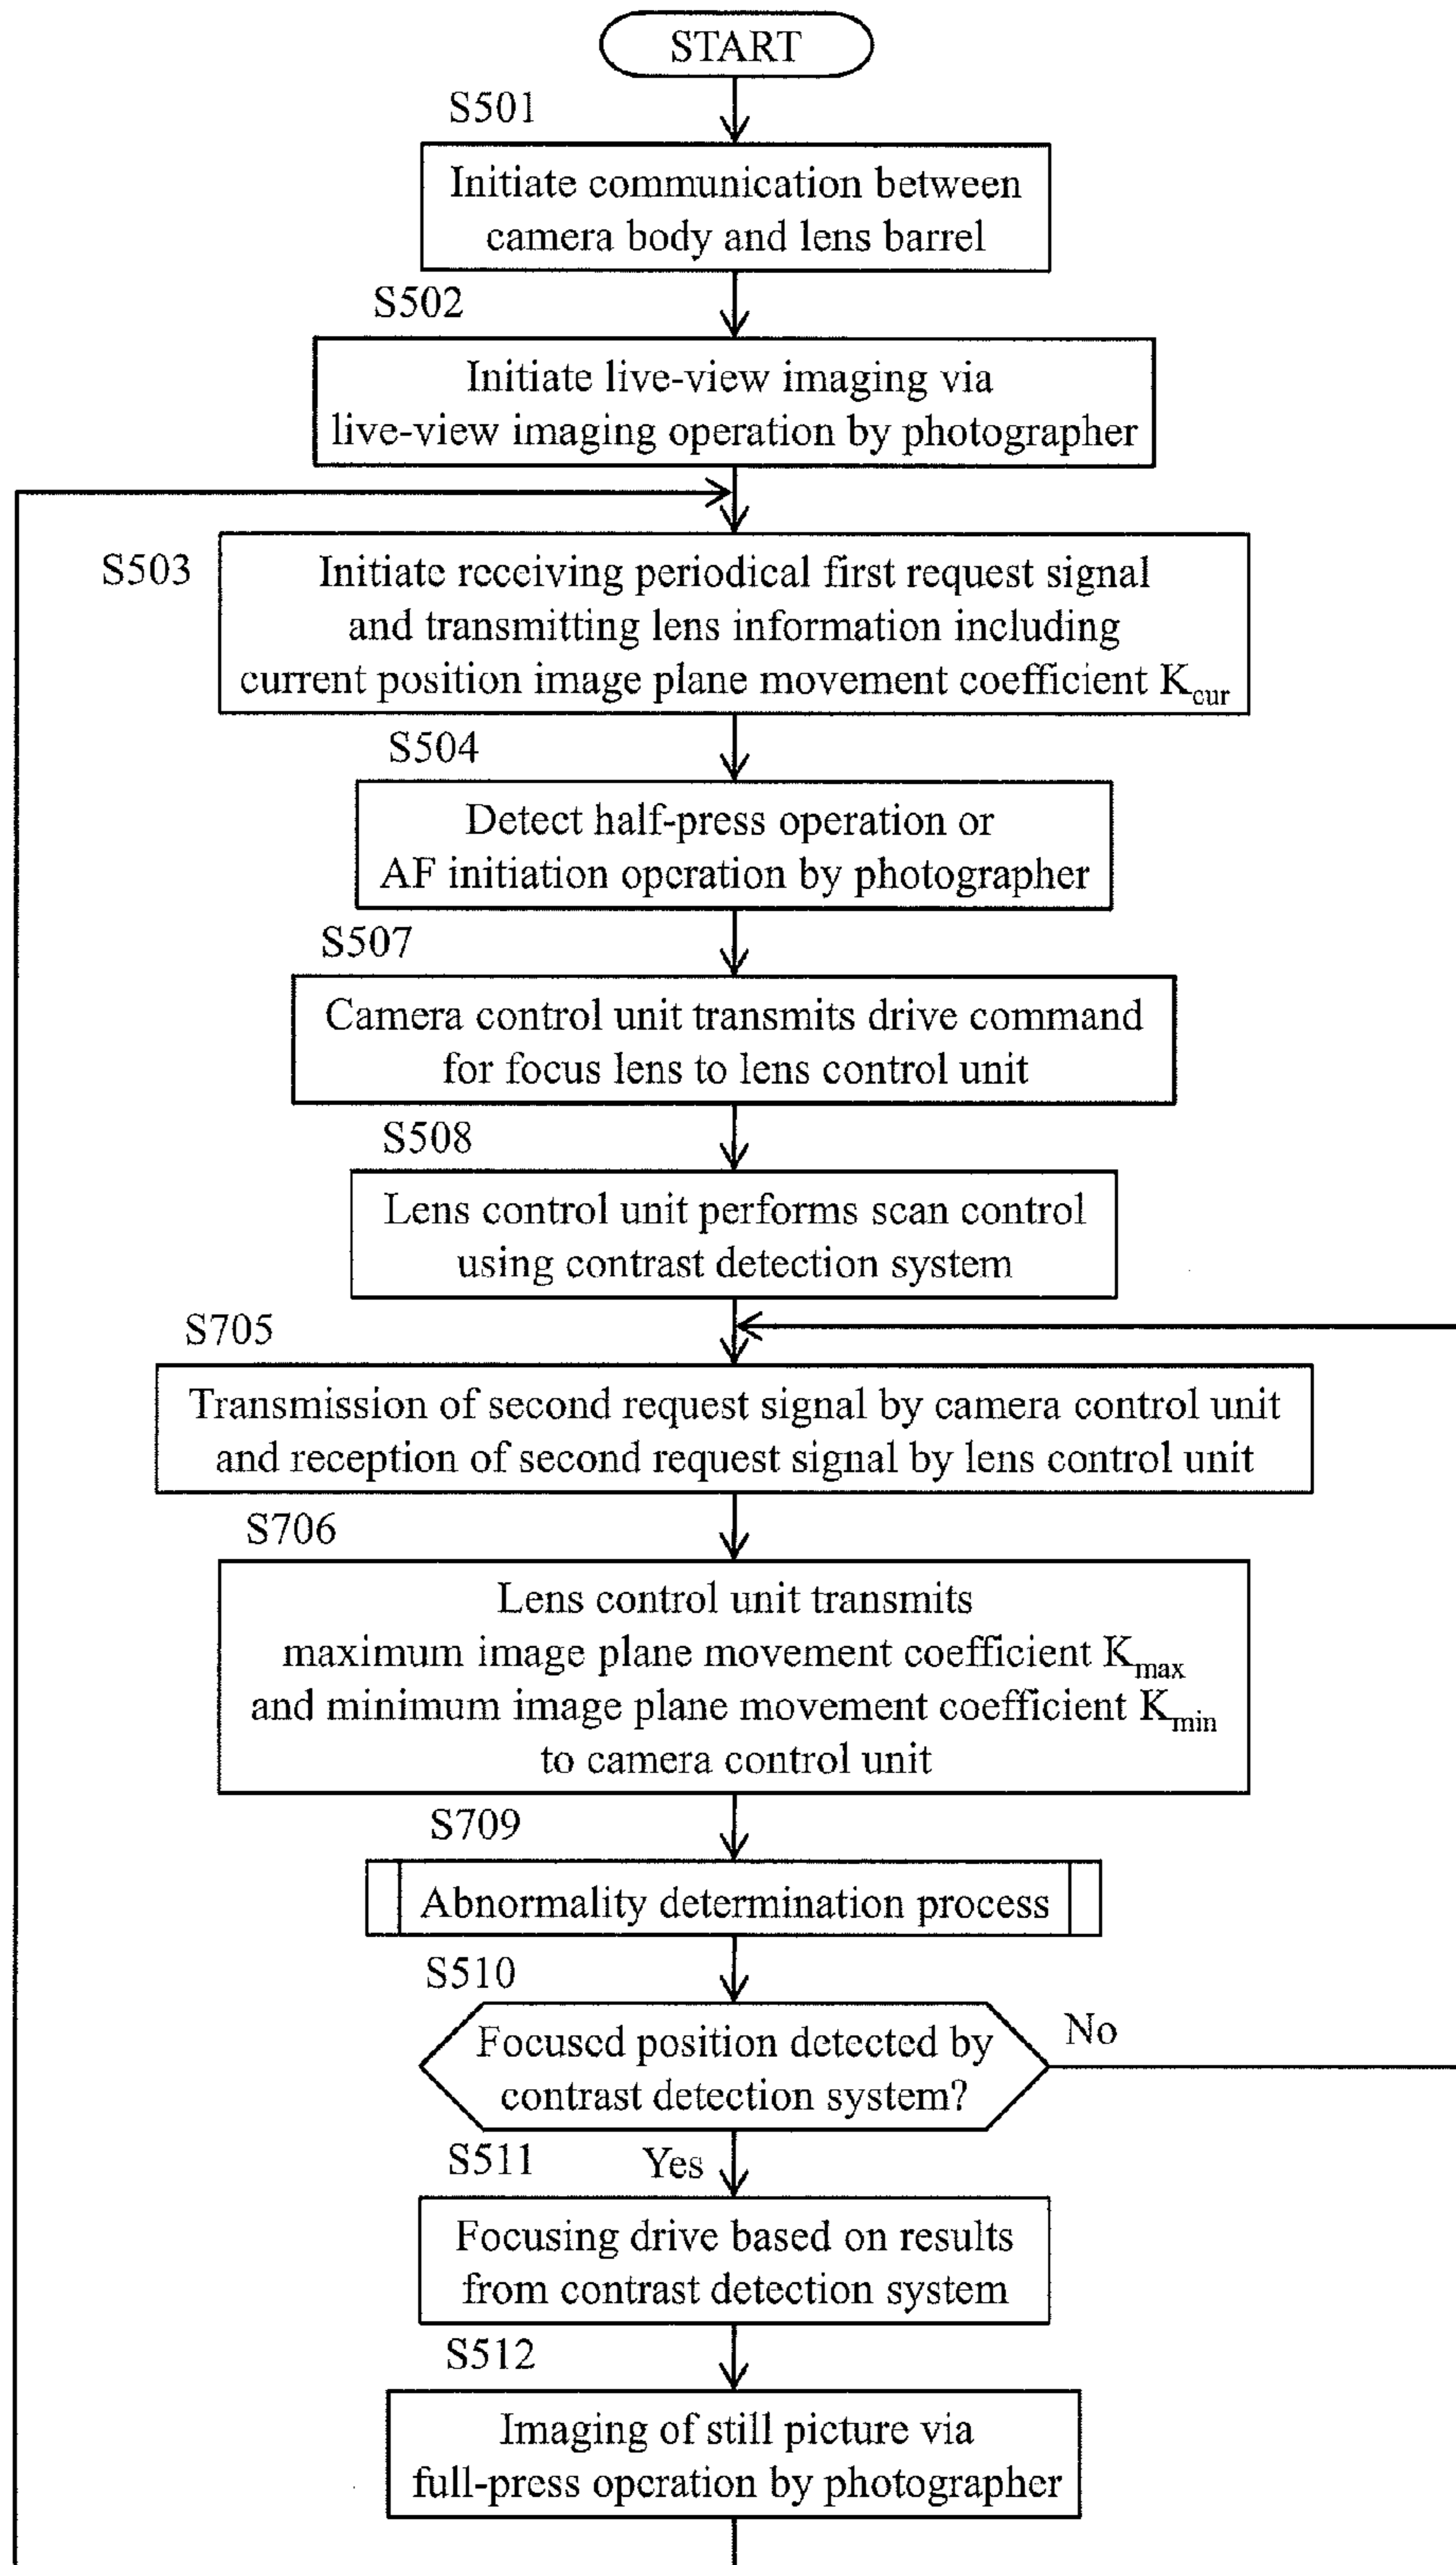 START
S501
Initiate communication between
camera body and lens barrel
S502
Initiate live-view imaging via
live-view imaging operation by photographer
S503
Initiate receiving periodical first request signal
and transmitting lens information including
current position image plane movement coefficient Kcur
S504
Detect half-press operation or
AF initiation operation by photographer
S507
Camera control unit transmits drive command
for focus lens to lens control unit
S508
Lens control unit performs scan control
using contrast detection system
S705
Transmission of second request signal by camera control unit
and reception of second request signal by lens control unit
S706
Lens control unit transmits
maximum image plane movement coefficient Kmax
and minimum image plane movement coefficient Kmin
to camera control unit
S709
Abnormality determination process
S510
Focused position detected by
contrast detection system?
No
S511
Yes
Focusing drive based on results
from contrast detection system
S512
Imaging of still picture via
full-press operation by photographer